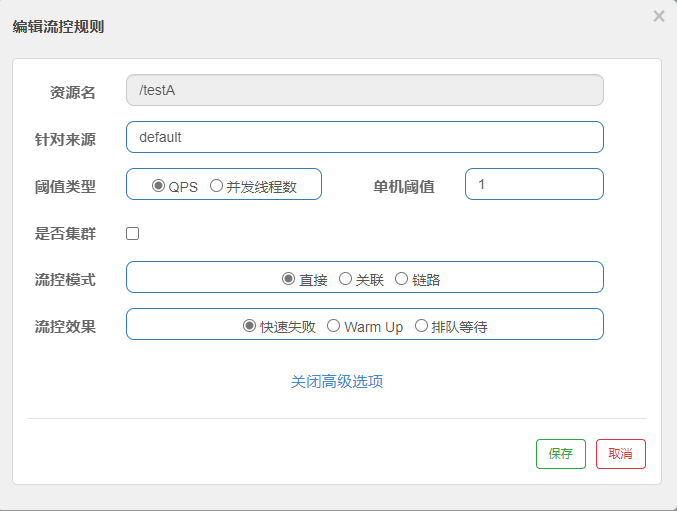 编辑流控规则 ×
资源名 /testA
针对来源 default
阈值类型 QPS 并发线程数 单机阈值 1
是否集群
流控模式 直接 关联 链路
流控效果 快速失败 Warm Up 排队等待
关闭高级选项
保存 取消